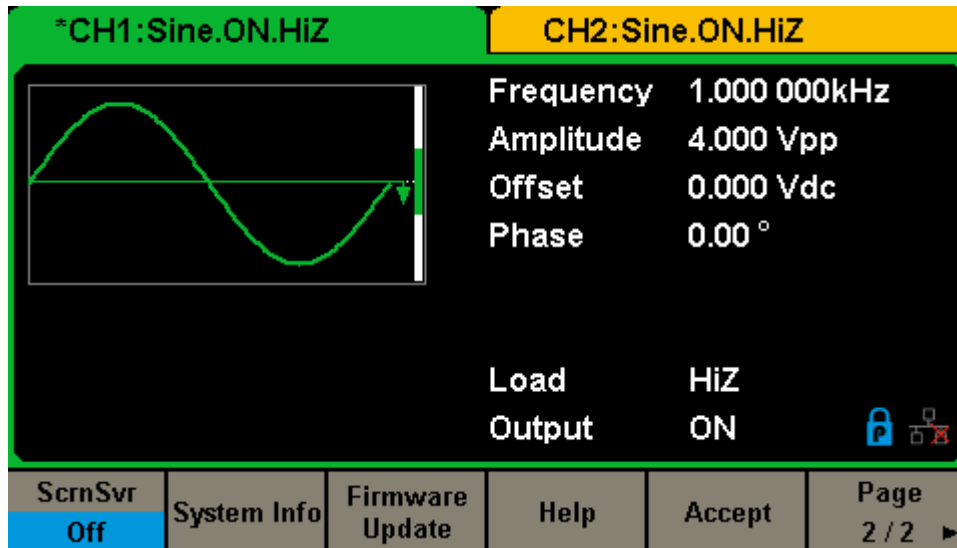 *CH1:Sine.ON.HiZ
CH2:Sine.ON.HiZ
Frequency 1.000 000kHz
Amplitude 4.000 Vpp
Offset 0.000 Vdc
Phase 0.00 °
Load HiZ
Output ON
P
ScrnSvr
Off
System Info
Firmware
Update
Help
Accept
Page
2 / 2